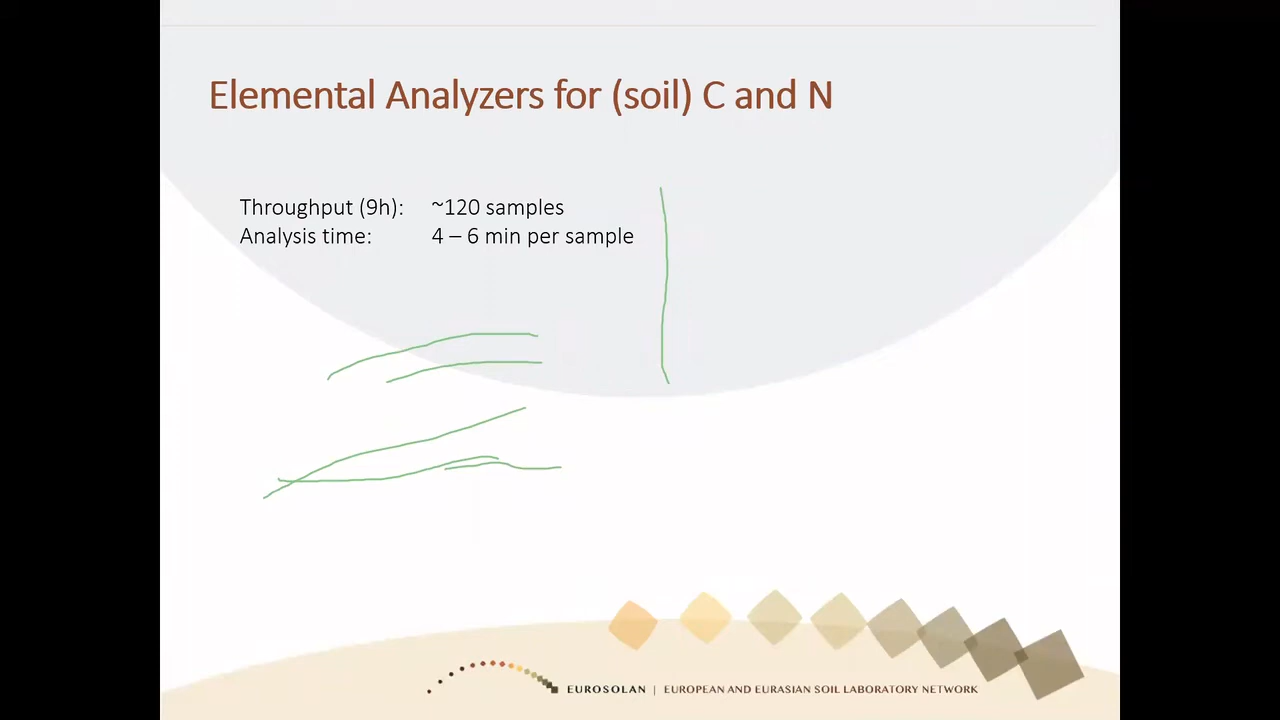 Elemental Analyzers for (soil) C and N
Throughput (9h): ~120 samples
Analysis time: 4 – 6 min per sample
EUROSOLAN | EUROPEAN AND EURASIAN SOIL LABORATORY NETWORK